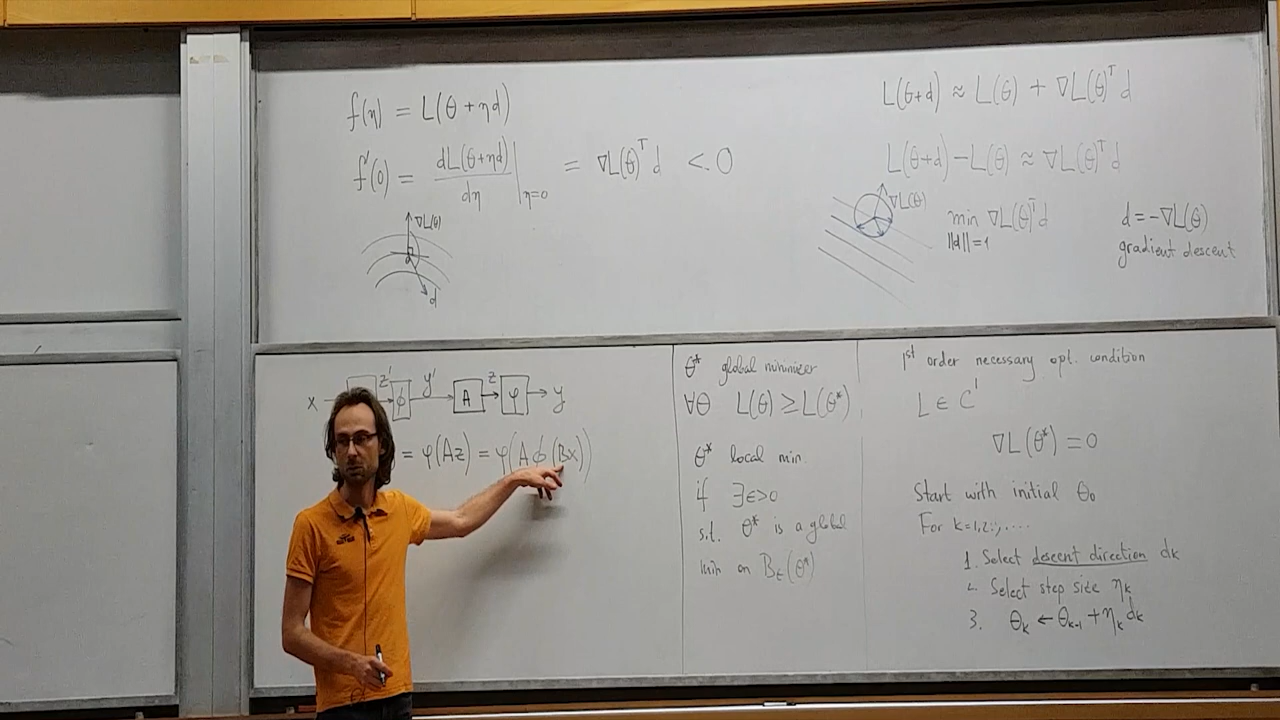 f(η) = L(θ + ηd)
f'(0) = dL(θ+ηd)/dη |η=0 = ∇L(θ)ᵀd < 0
∇L(θ)
d
L(θ+d) ≈ L(θ) + ∇L(θ)ᵀd
L(θ+d) − L(θ) ≈ ∇L(θ)ᵀd
∇L(θ)
min ∇L(θ)ᵀd
||d||=1
d = −∇L(θ)
gradient descent
x z' ϕ y' A z φ y
= φ(Az) = φ(Aϕ(Bx))
θ* global minimizer
∀θ L(θ) ≥ L(θ*)
θ* local min.
if ∃ϵ>0
s.t. θ* is a global
min on Bϵ(θ*)
1st order necessary opt. condition
L ∈ C¹
∇L(θ*) = 0
Start with initial θ₀
For k=1,2,....
1. Select descent direction dk
2. Select step size ηk
3. θk ← θk-1 + ηk dk